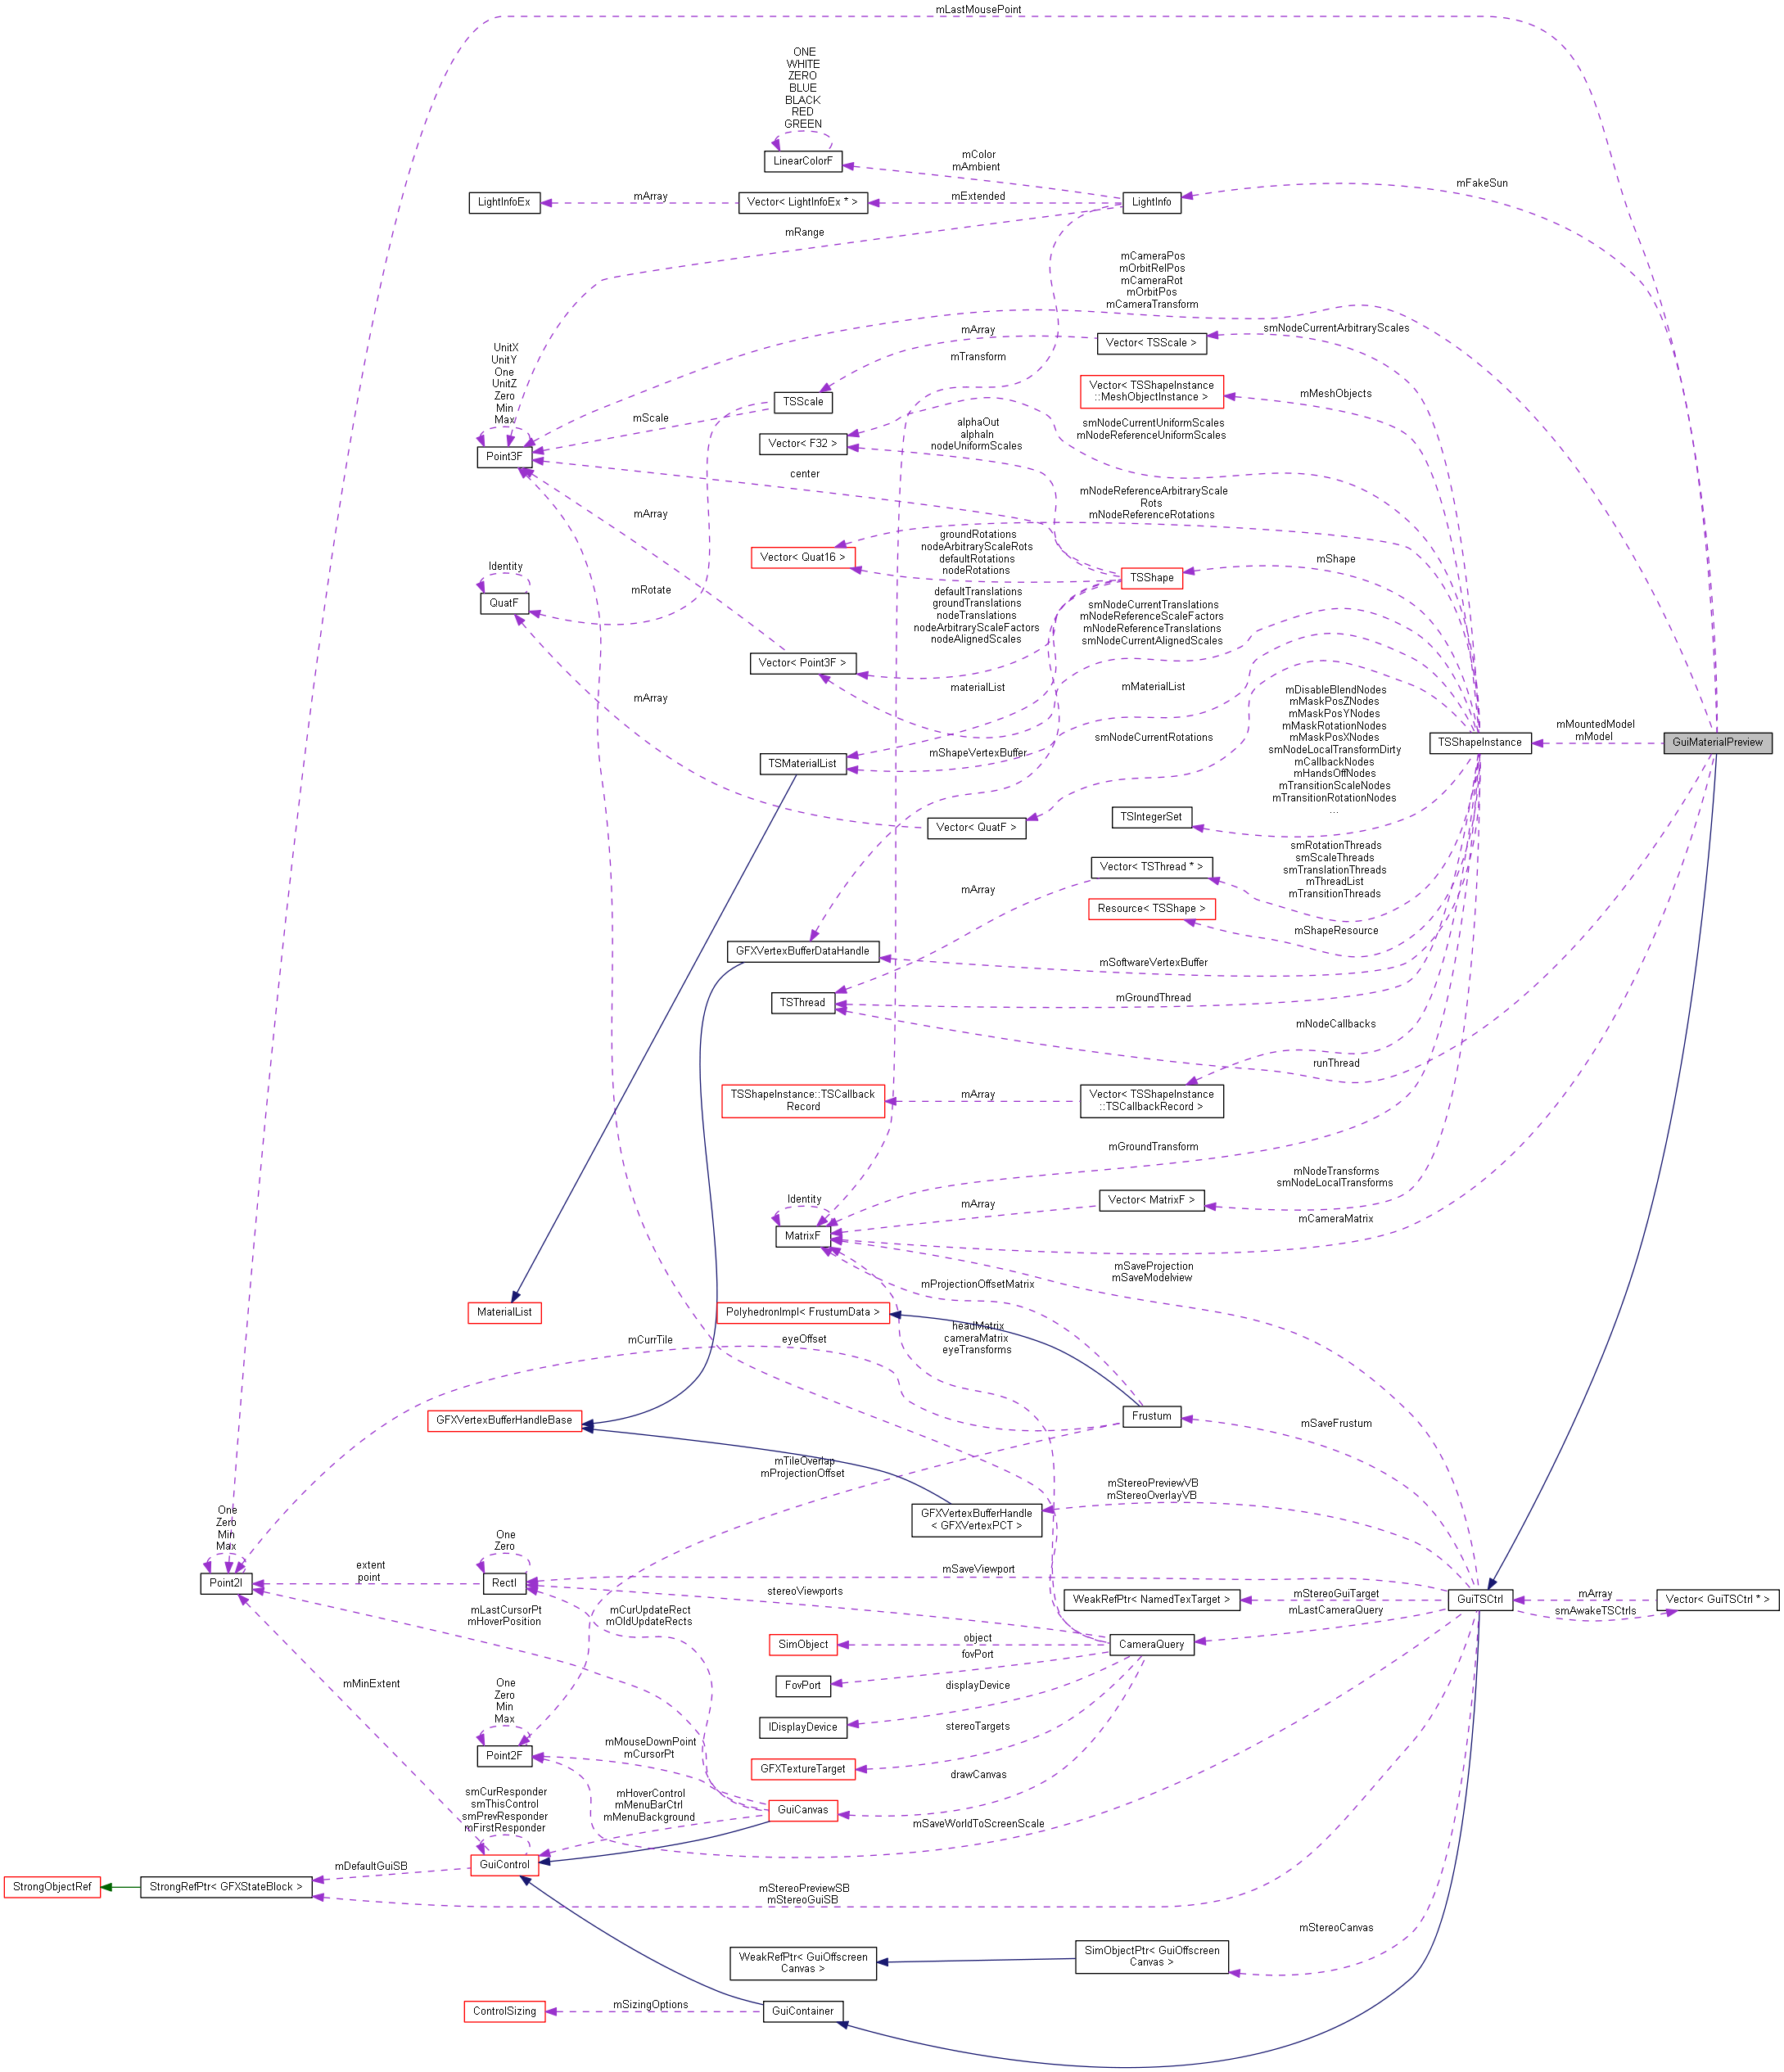 mLastMousePoint
ONE
WHITE
ZERO
BLUE
BLACK
RED
GREEN
LinearColorF
mColor
mAmbient
mFakeSun
LightInfoEx
mArray
Vector< LightInfoEx * >
mExtended
LightInfo
mRange
mCameraPos
mOrbitRelPos
mCameraRot
mOrbitPos
mCameraTransform
mArray
Vector< TSScale >
smNodeCurrentArbitraryScales
mTransform
UnitX
UnitY
One
UnitZ
Zero
Min
Max
Point3F
mScale
TSScale
Vector< TSShapeInstance
::MeshObjectInstance >
mMeshObjects
alphaOut
alphaIn
nodeUniformScales
Vector< F32 >
smNodeCurrentUniformScales
mNodeReferenceUniformScales
center
mNodeReferenceArbitraryScale
Rots
mNodeReferenceRotations
mArray
groundRotations
nodeArbitraryScaleRots
defaultRotations
nodeRotations
Vector< Quat16 >
TSShape
mShape
Identity
QuatF
mRotate
defaultTranslations
groundTranslations
nodeTranslations
nodeArbitraryScaleFactors
nodeAlignedScales
smNodeCurrentTranslations
mNodeReferenceScaleFactors
mNodeReferenceTranslations
smNodeCurrentAlignedScales
Vector< Point3F >
mArray
materialList
mMaterialList
mDisableBlendNodes
mMaskPosZNodes
mMaskPosYNodes
mMaskRotationNodes
mMaskPosXNodes
smNodeLocalTransformDirty
mCallbackNodes
mHandsOffNodes
mTransitionScaleNodes
mTransitionRotationNodes
...
mMountedModel
mModel
TSShapeInstance
GuiMaterialPreview
TSMaterialList
mShapeVertexBuffer
smNodeCurrentRotations
Vector< QuatF >
TSIntegerSet
Vector< TSThread * >
smRotationThreads
smScaleThreads
smTranslationThreads
mThreadList
mTransitionThreads
mArray
Resource< TSShape >
mShapeResource
GFXVertexBufferDataHandle
mSoftwareVertexBuffer
TSThread
mGroundThread
mNodeCallbacks
runThread
TSShapeInstance::TSCallback
Record
mArray
Vector< TSShapeInstance
::TSCallbackRecord >
mGroundTransform
mNodeTransforms
smNodeLocalTransforms
Identity
MatrixF
mArray
Vector< MatrixF >
mCameraMatrix
mSaveProjection
mSaveModelview
mProjectionOffsetMatrix
MaterialList
PolyhedronImpl< FrustumData >
mCurrTile
eyeOffset
headMatrix
cameraMatrix
eyeTransforms
GFXVertexBufferHandleBase
Frustum
mSaveFrustum
mTileOverlap
mProjectionOffset
GFXVertexBufferHandle
< GFXVertexPCT >
mStereoPreviewVB
mStereoOverlayVB
One
Zero
Min
Max
Point2I
extent
point
One
Zero
RectI
mSaveViewport
stereoViewports
WeakRefPtr< NamedTexTarget >
mStereoGuiTarget
mLastCameraQuery
GuiTSCtrl
mArray
smAwakeTSCtrls
Vector< GuiTSCtrl * >
mLastCursorPt
mHoverPosition
mCurUpdateRect
mOldUpdateRects
SimObject
object
fovPort
CameraQuery
mMinExtent
FovPort
displayDevice
One
Zero
Min
Max
Point2F
IDisplayDevice
stereoTargets
mMouseDownPoint
mCursorPt
GFXTextureTarget
drawCanvas
smCurResponder
smThisControl
smPrevResponder
mFirstResponder
mHoverControl
mMenuBarCtrl
mMenuBackground
GuiCanvas
mSaveWorldToScreenScale
GuiControl
mDefaultGuiSB
StrongObjectRef
StrongRefPtr< GFXStateBlock >
mStereoPreviewSB
mStereoGuiSB
mStereoCanvas
WeakRefPtr< GuiOffscreen
Canvas >
SimObjectPtr< GuiOffscreen
Canvas >
ControlSizing
mSizingOptions
GuiContainer